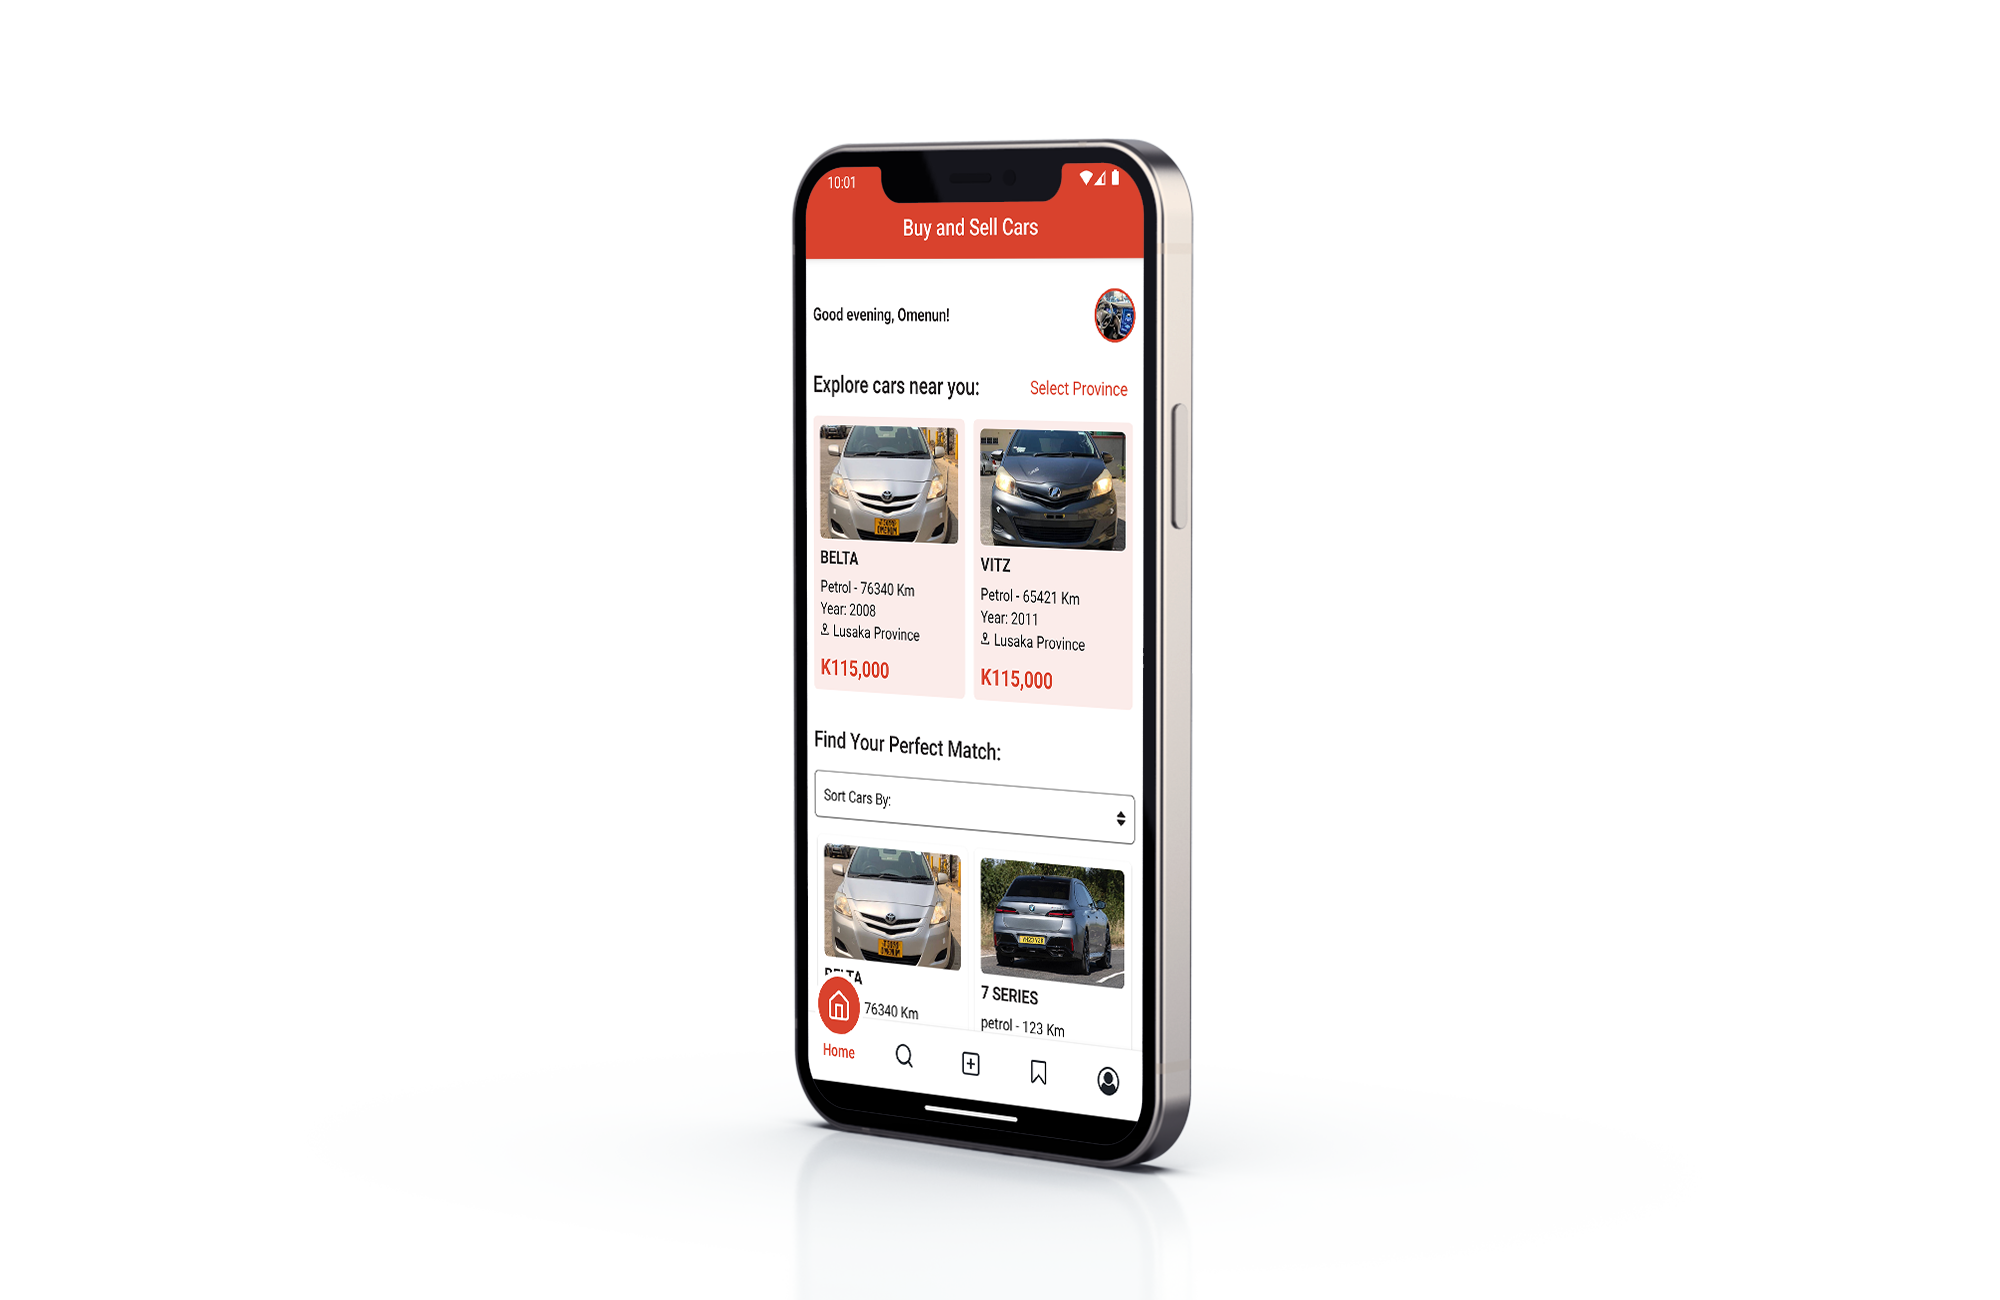 10:01
Buy and Sell Cars
Good evening, Omenun!
Explore cars near you:
Select Province
BELTA
Petrol - 76340 Km
Year: 2008
Lusaka Province
K115,000
VITZ
Petrol - 65421 Km
Year: 2011
Lusaka Province
K115,000
Find Your Perfect Match:
Sort Cars By:
BELTA
76340 Km
7 SERIES
petrol - 123 Km
Home